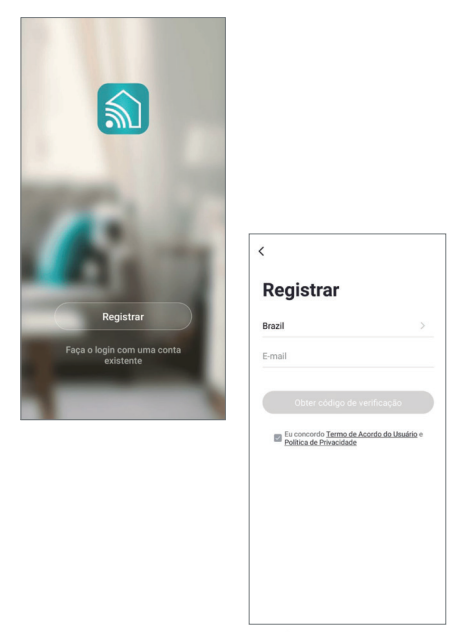 Registrar
Faça o login com uma conta
existente
Registrar
Brazil
E-mail
Obter código de verificação
Eu concordo Termo de Acordo do Usuário e
Política de Privacidade